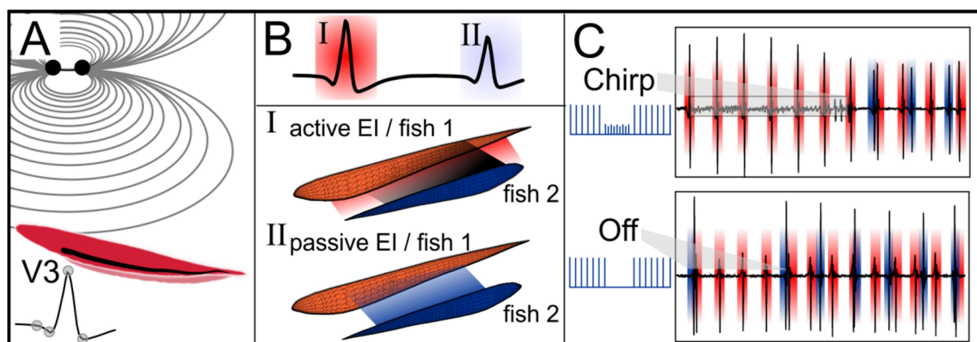 A
V3
B
I
II
I active EI / fish 1
fish 2
II passive EI / fish 1
fish 2
C
Chirp
Off